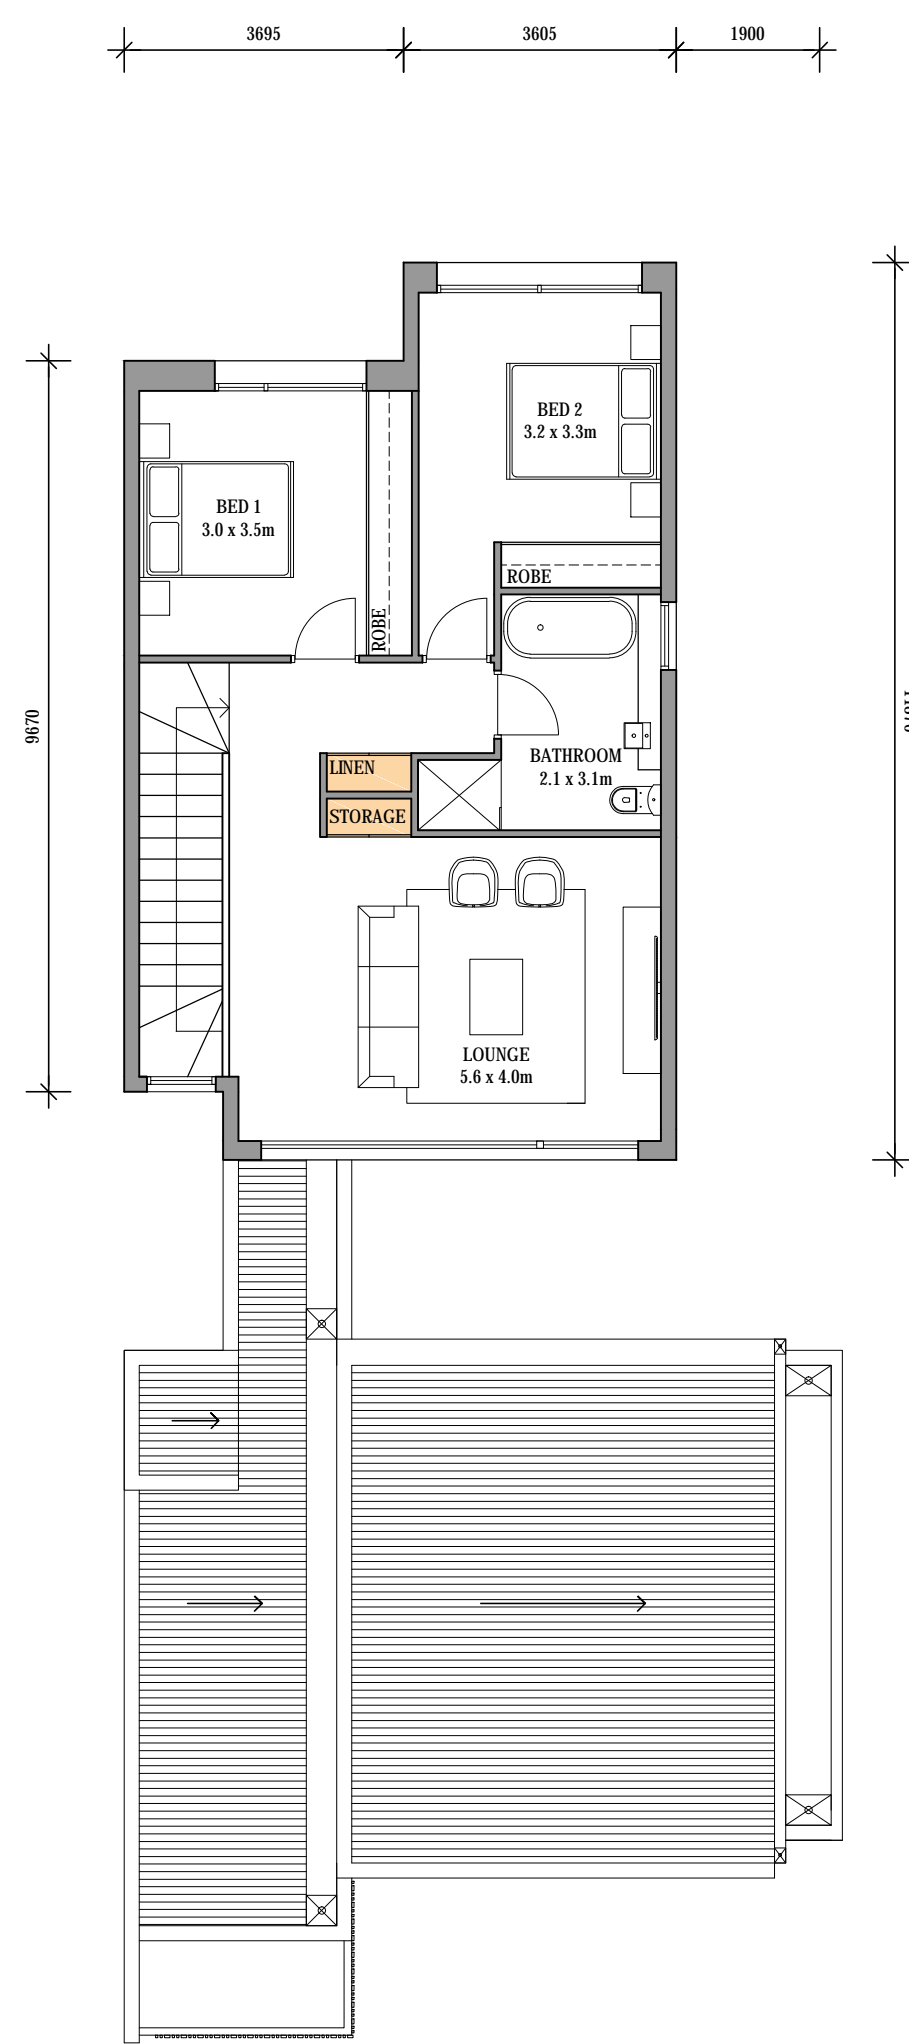 3695
3605
1900
BED 2
3.2 x 3.3m
BED 1
3.0 x 3.5m
ROBE
ROBE
9670
BATHROOM
2.1 x 3.1m
LINEN
STORAGE
LOUNGE
5.6 x 4.0m